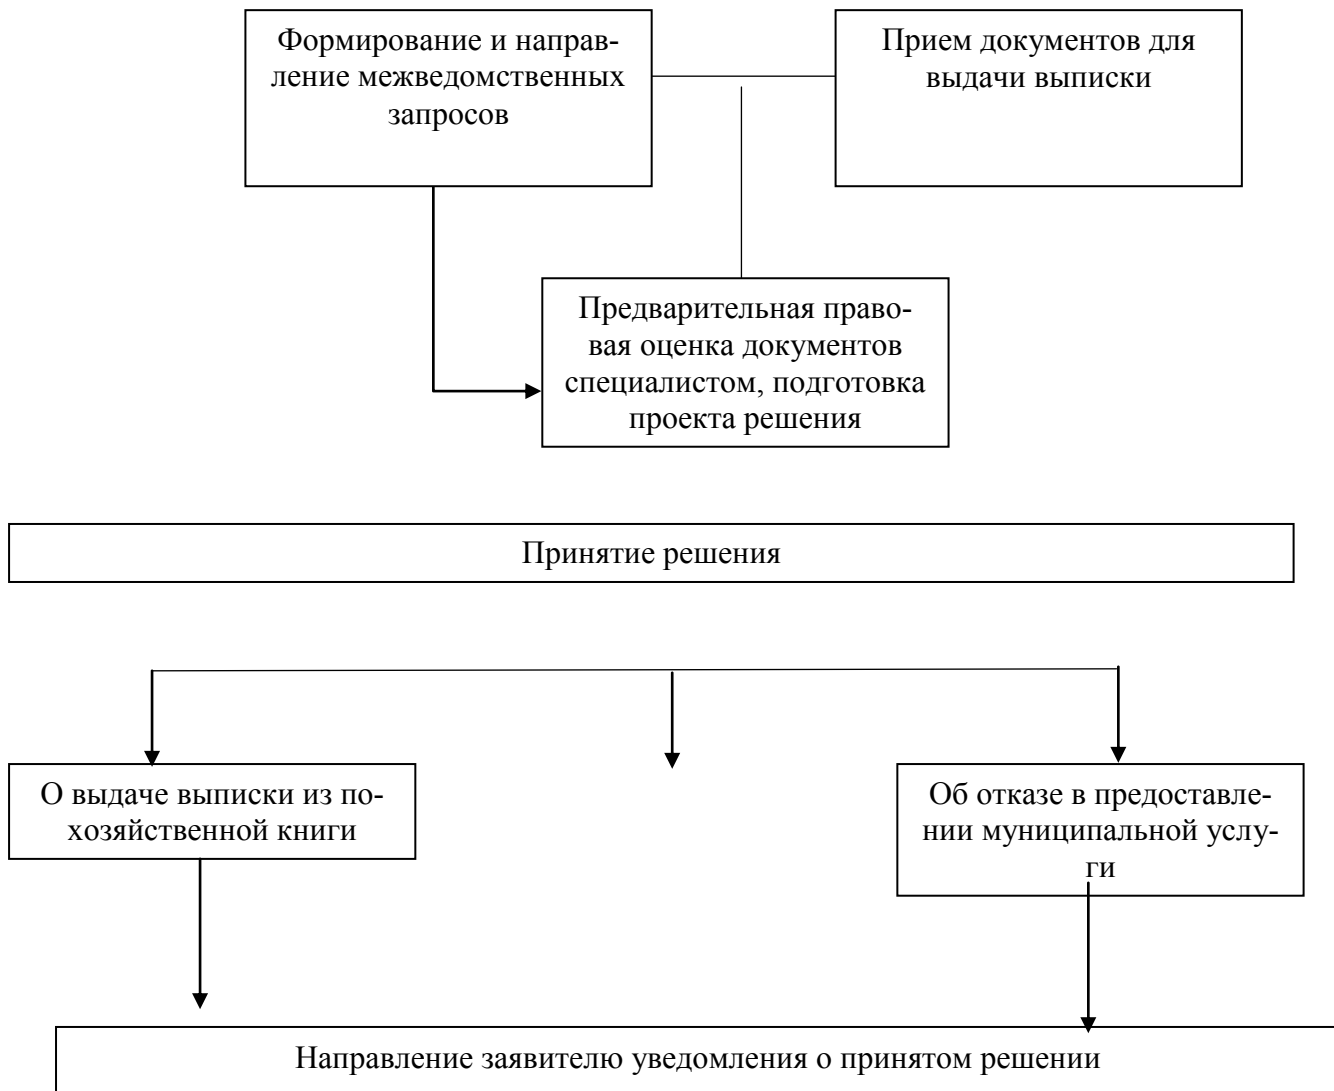 Формирование и направ-
ление межведомственных
запросов
Прием документов для
выдачи выписки
Предварительная право-
вая оценка документов
специалистом, подготовка
проекта решения
Принятие решения
О выдаче выписки из по-
хозяйственной книги
Об отказе в предоставле-
нии муниципальной услу-
ги
Направление заявителю уведомления о принятом решении